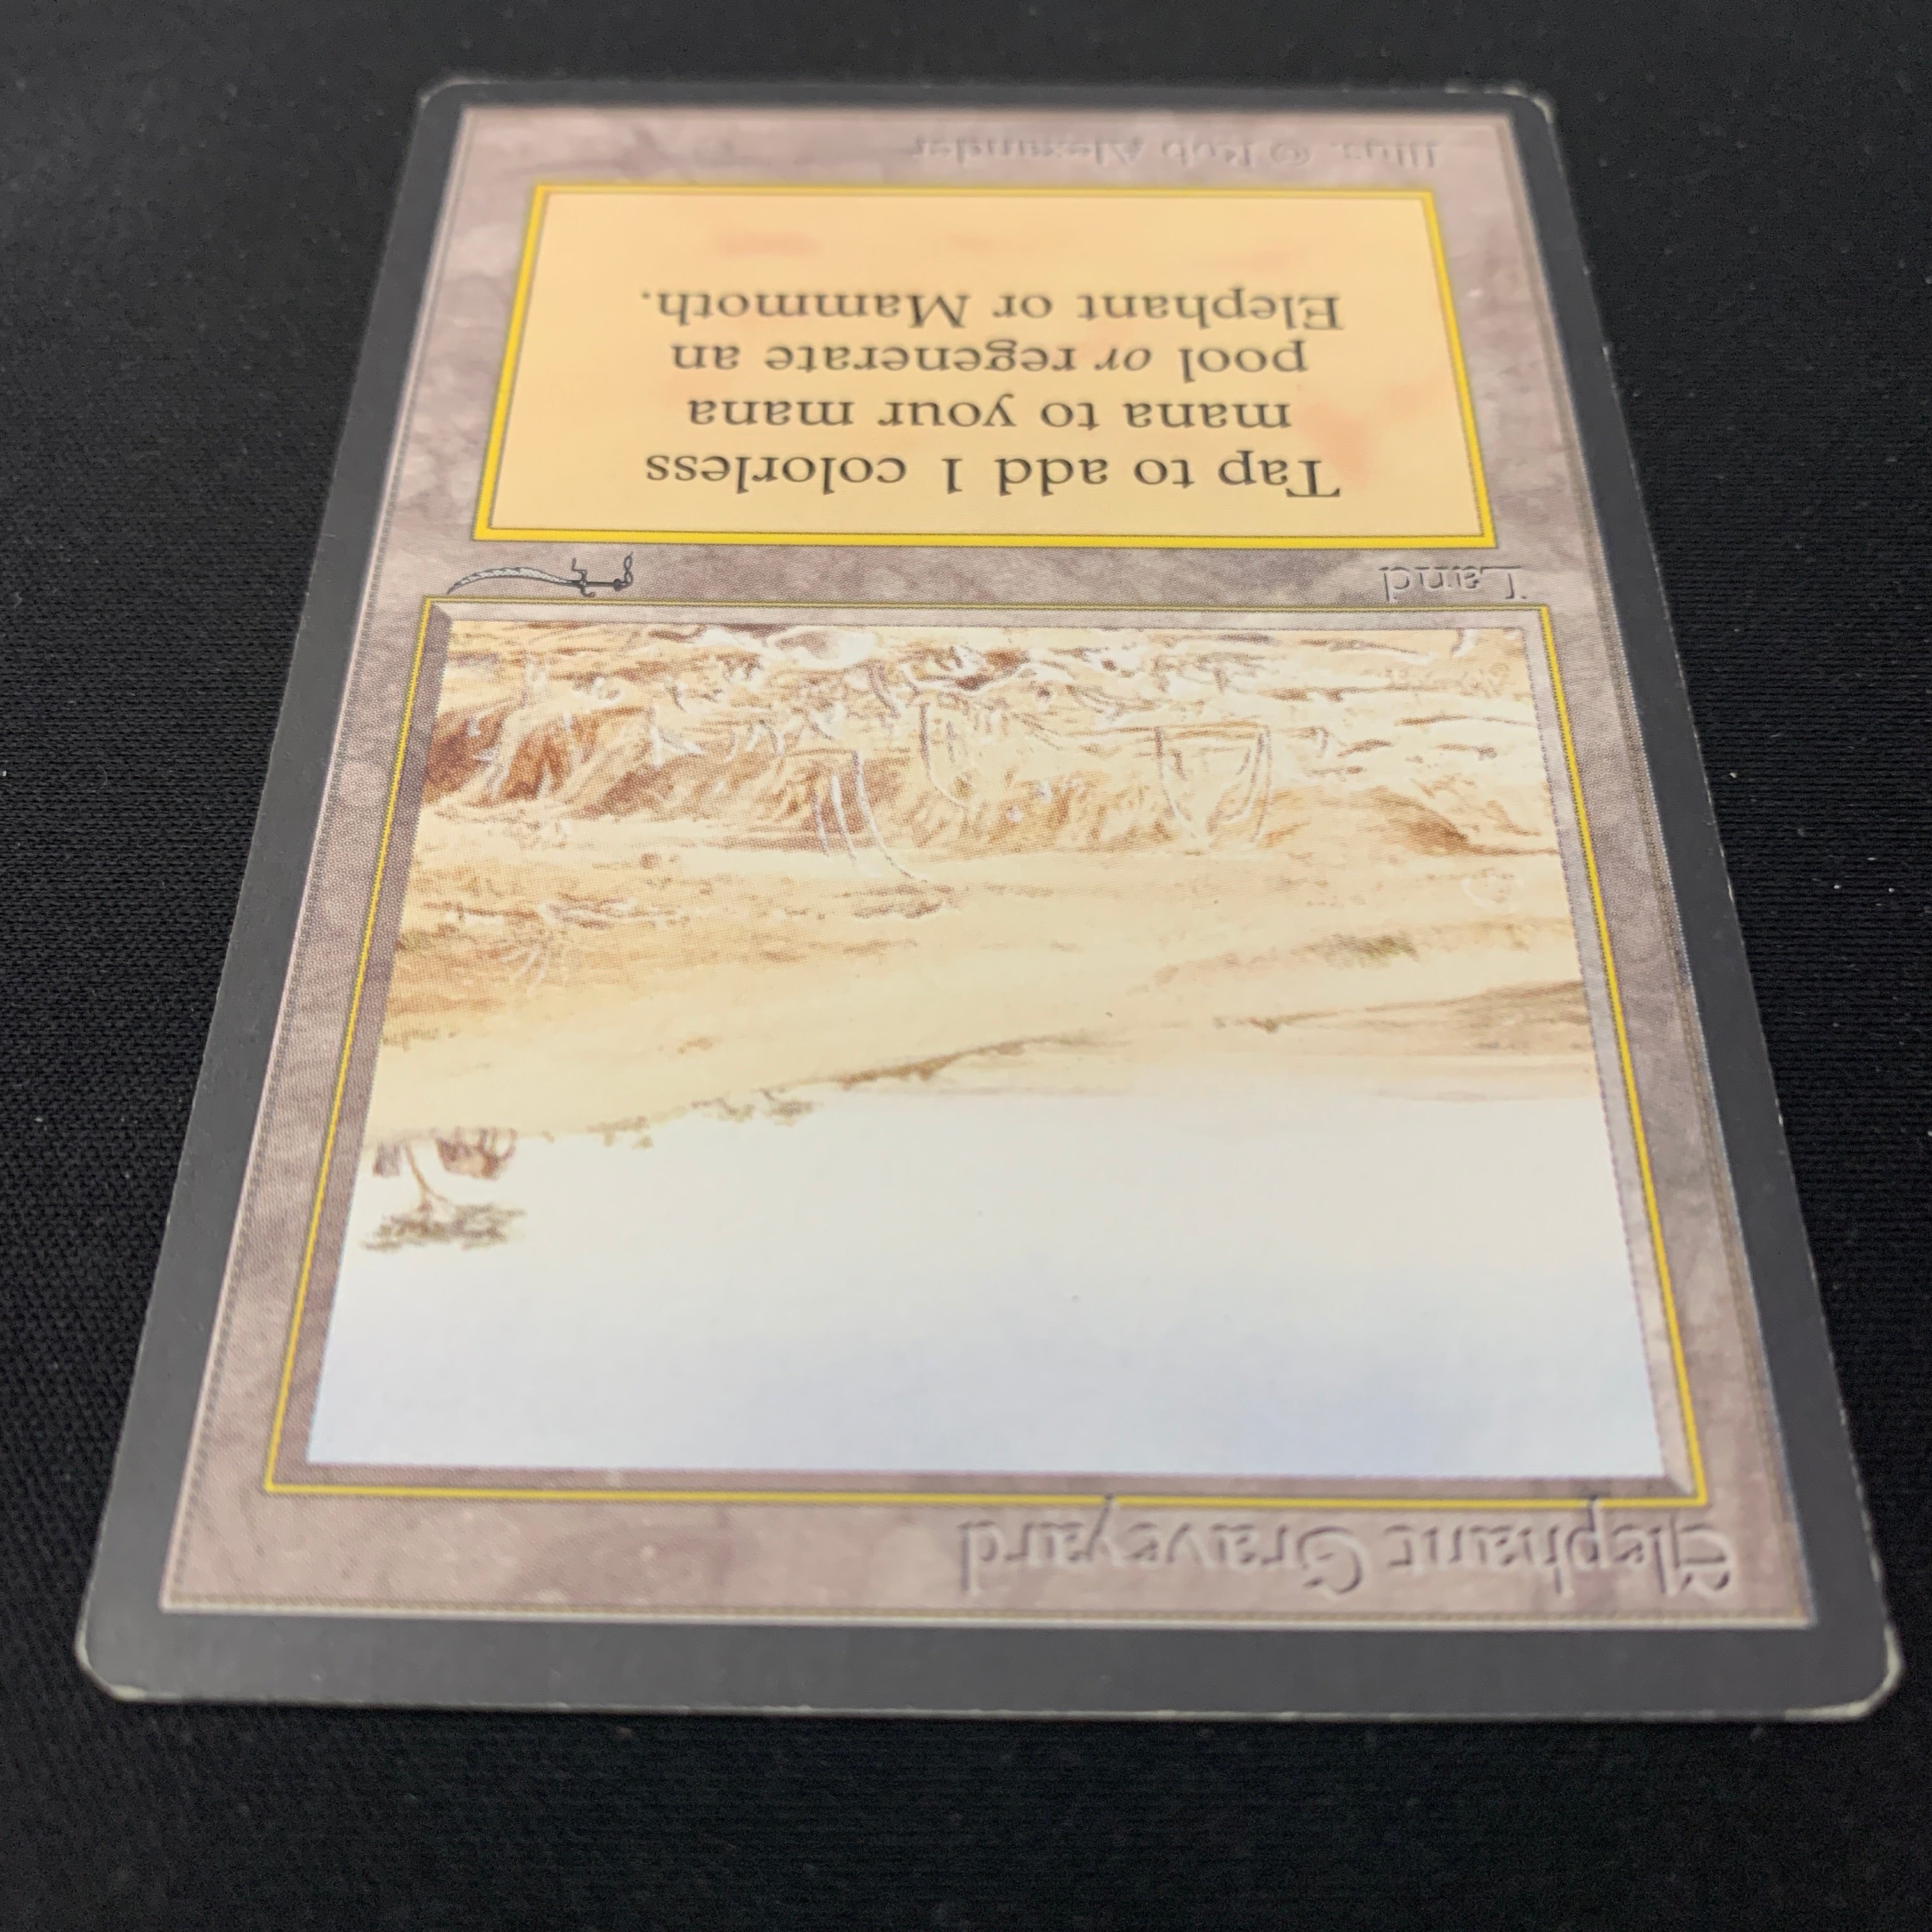 Elephant Graveyard
Land
Tap to add 1 colorless
mana to your mana
pool or regenerate an
Elephant or Mammoth.
Illus. © Rob Alexander